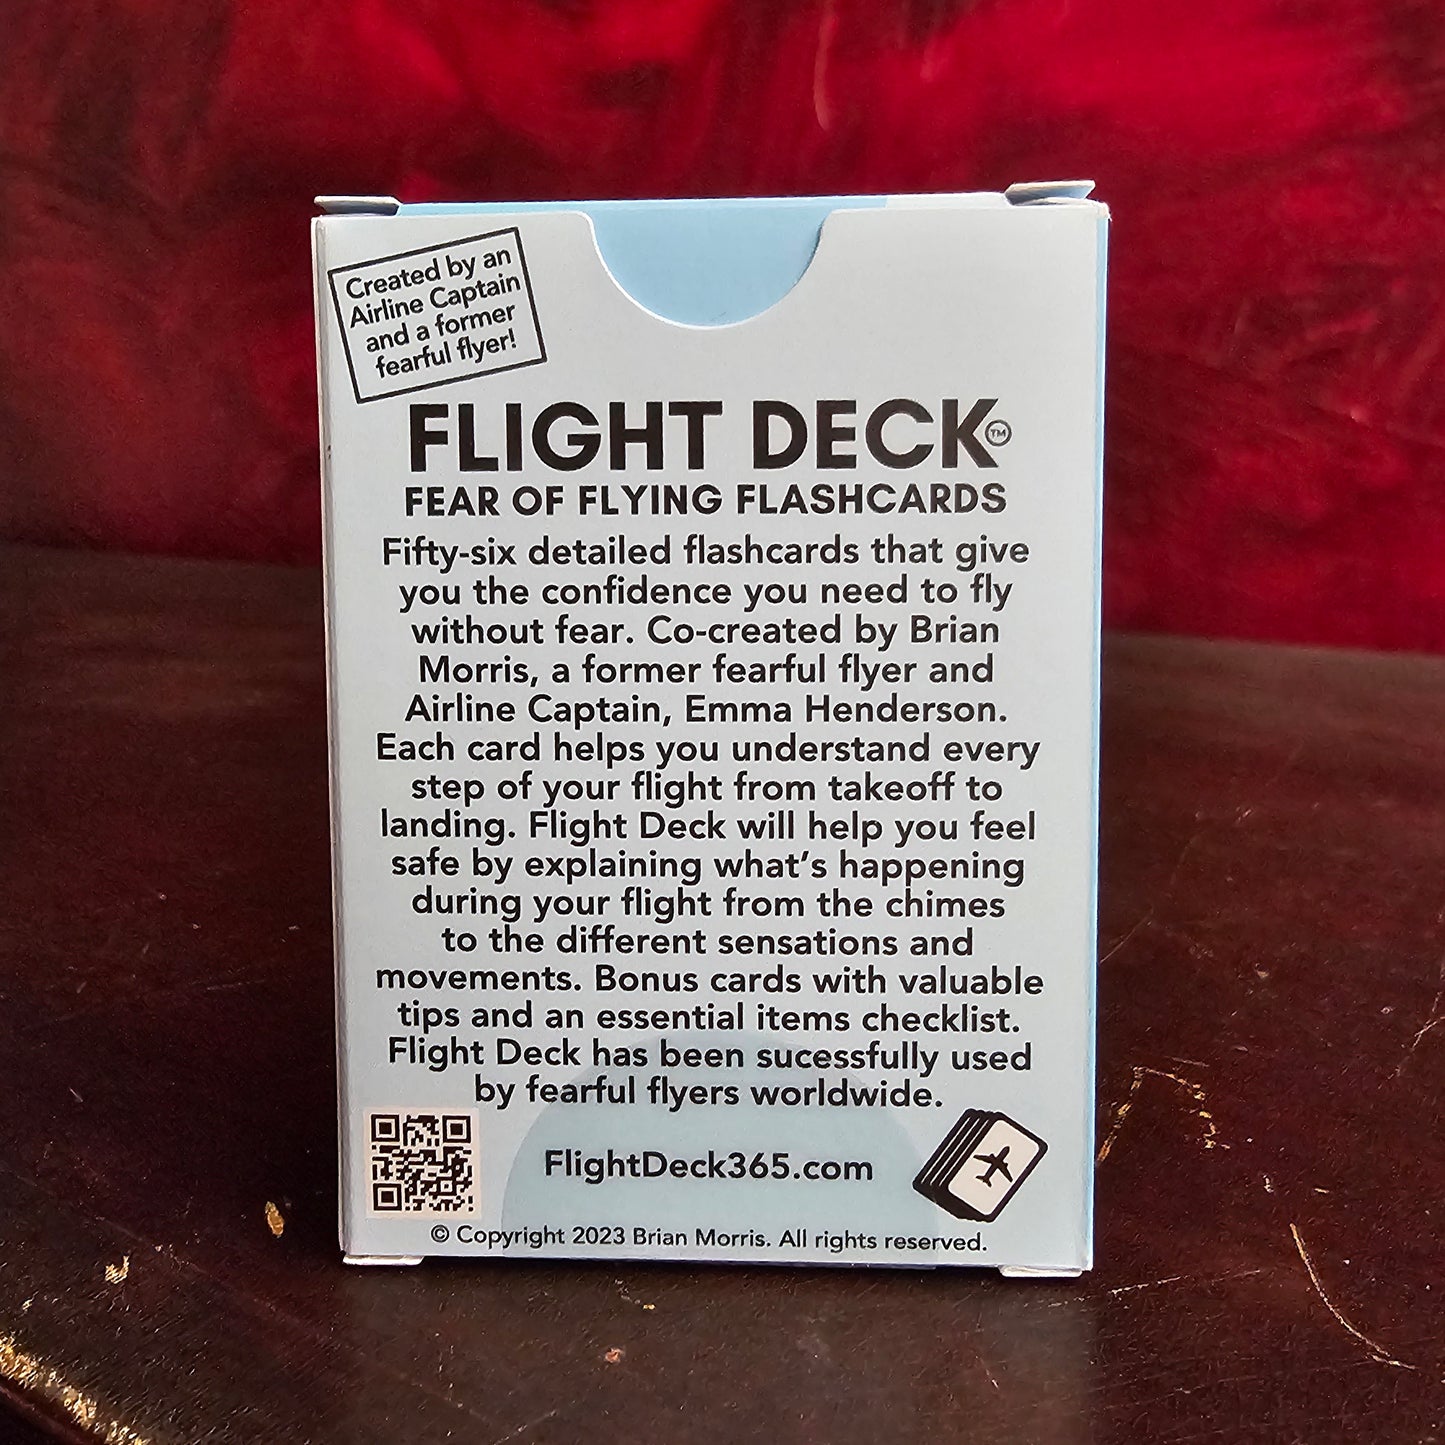 Created by an
Airline Captain
and a former
fearful flyer!
FLIGHT DECK™
FEAR OF FLYING FLASHCARDS
Fifty-six detailed flashcards that give
you the confidence you need to fly
without fear. Co-created by Brian
Morris, a former fearful flyer and
Airline Captain, Emma Henderson.
Each card helps you understand every
step of your flight from takeoff to
landing. Flight Deck will help you feel
safe by explaining what’s happening
during your flight from the chimes
to the different sensations and
movements. Bonus cards with valuable
tips and an essential items checklist.
Flight Deck has been sucessfully used
by fearful flyers worldwide.
FlightDeck365.com
© Copyright 2023 Brian Morris. All rights reserved.